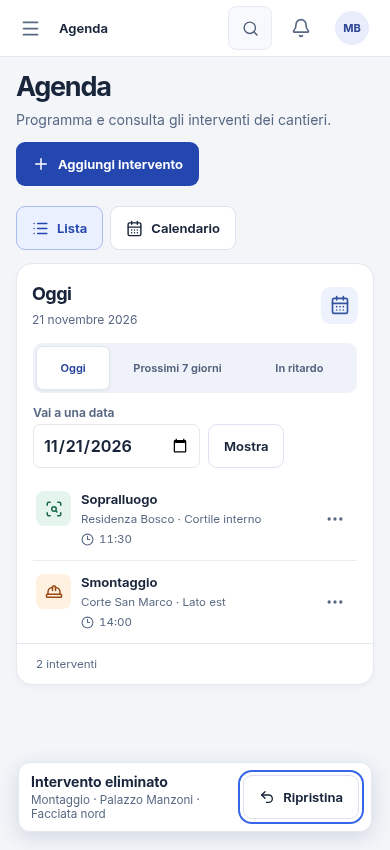 Agenda
MB
Agenda
Programma e consulta gli interventi dei cantieri.
Aggiungi intervento
Lista
Calendario
Oggi
21 novembre 2026
Oggi
Prossimi 7 giorni
In ritardo
Vai a una data
11/21/2026
Mostra
Sopralluogo
Residenza Bosco · Cortile interno
11:30
Smontaggio
Corte San Marco · Lato est
14:00
2 interventi
Intervento eliminato
Montaggio · Palazzo Manzoni ·
Facciata nord
Ripristina